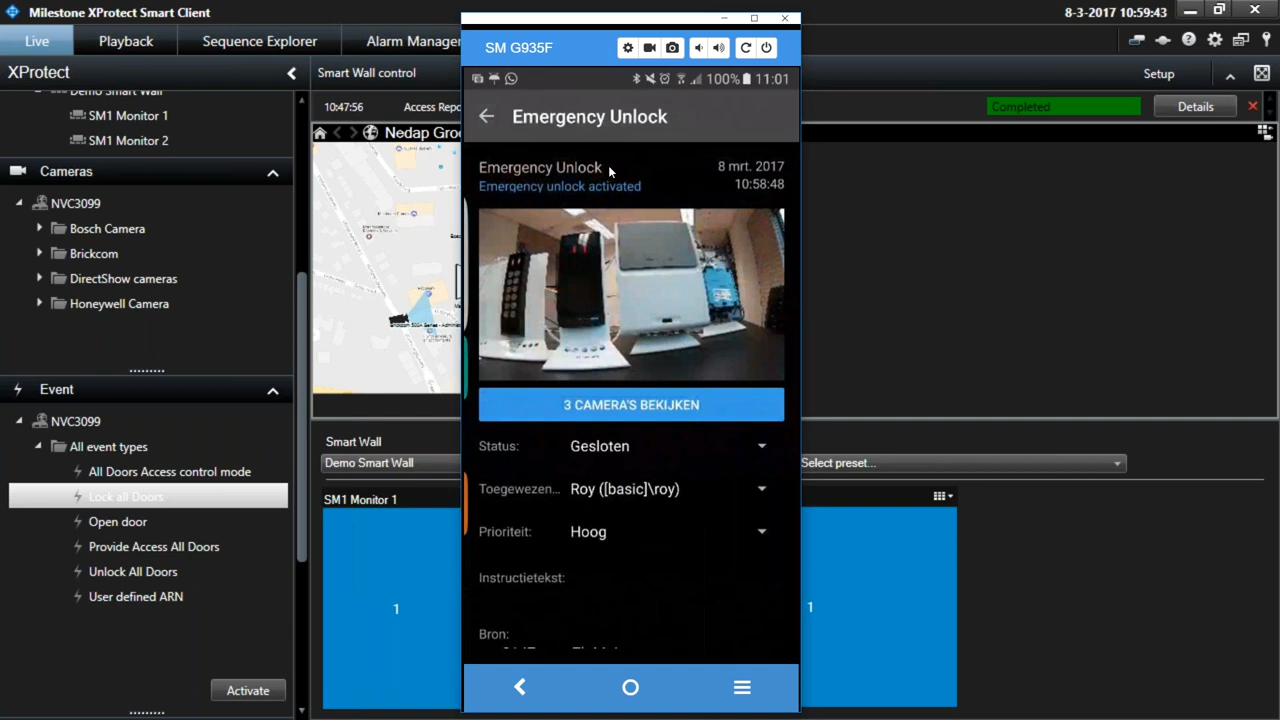 Milestone XProtect Smart Client
8-3-2017 10:59:43
Live
Playback
Sequence Explorer
Alarm Manager
XProtect
Demo Smart Wall
SM1 Monitor 1
SM1 Monitor 2
Cameras
NVC3099
Bosch Camera
Brickcom
DirectShow cameras
Honeywell Camera
Event
NVC3099
All event types
All Doors Access control mode
Lock all Doors
Open door
Provide Access All Doors
Unlock All Doors
User defined ARN
Activate
Smart Wall control
Setup
10:47:56
Access Repo
Completed
Details
Nedap Groe
Smart Wall
Demo Smart Wall
Select preset...
SM1 Monitor 1
1
1
SM G935F
100% 11:01
Emergency Unlock
Emergency Unlock
8 mrt. 2017
Emergency unlock activated
10:58:48
3 CAMERA'S BEKIJKEN
Status: Gesloten
Toegewezen... Roy ([basic]\roy)
Prioriteit: Hoog
Instructietekst:
Bron: